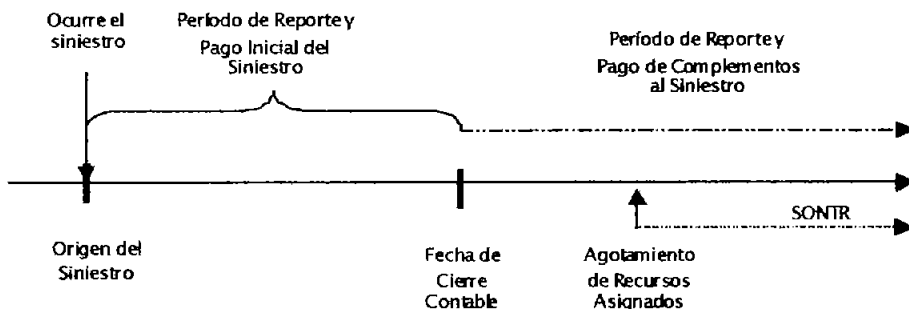 Ocurre el
siniestro
Período de Reporte y
Pago Inicial del
Siniestro
Período de Reporte y
Pago de Complementos
al Siniestro
SONTR
Origen del
Siniestro
Fecha de
Cierre
Contable
Agotamiento
de Recursos
Asignados